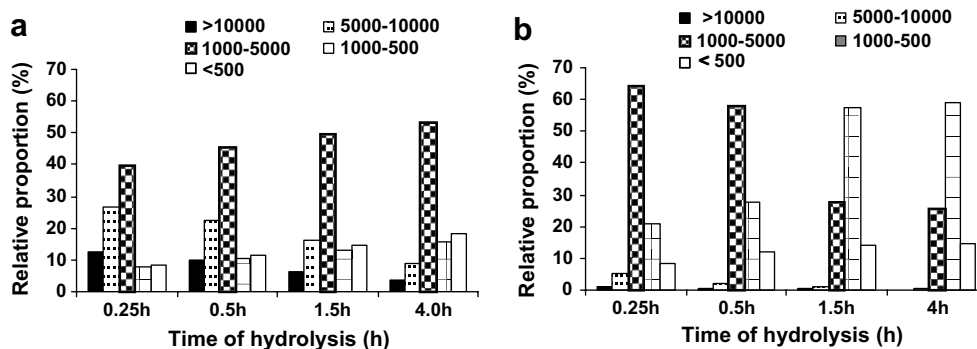 a
>10000 5000-10000
1000-5000 1000-500
<500
Relative proportion (%)
70
60
50
40
30
20
10
0
0.25h 0.5h 1.5h 4.0h
Time of hydrolysis (h)
b
>10000 5000-10000
1000-5000 1000-500
< 500
Relative proportion (%)
70
60
50
40
30
20
10
0
0.25h 0.5h 1.5h 4h
Time of hydrolysis (h)